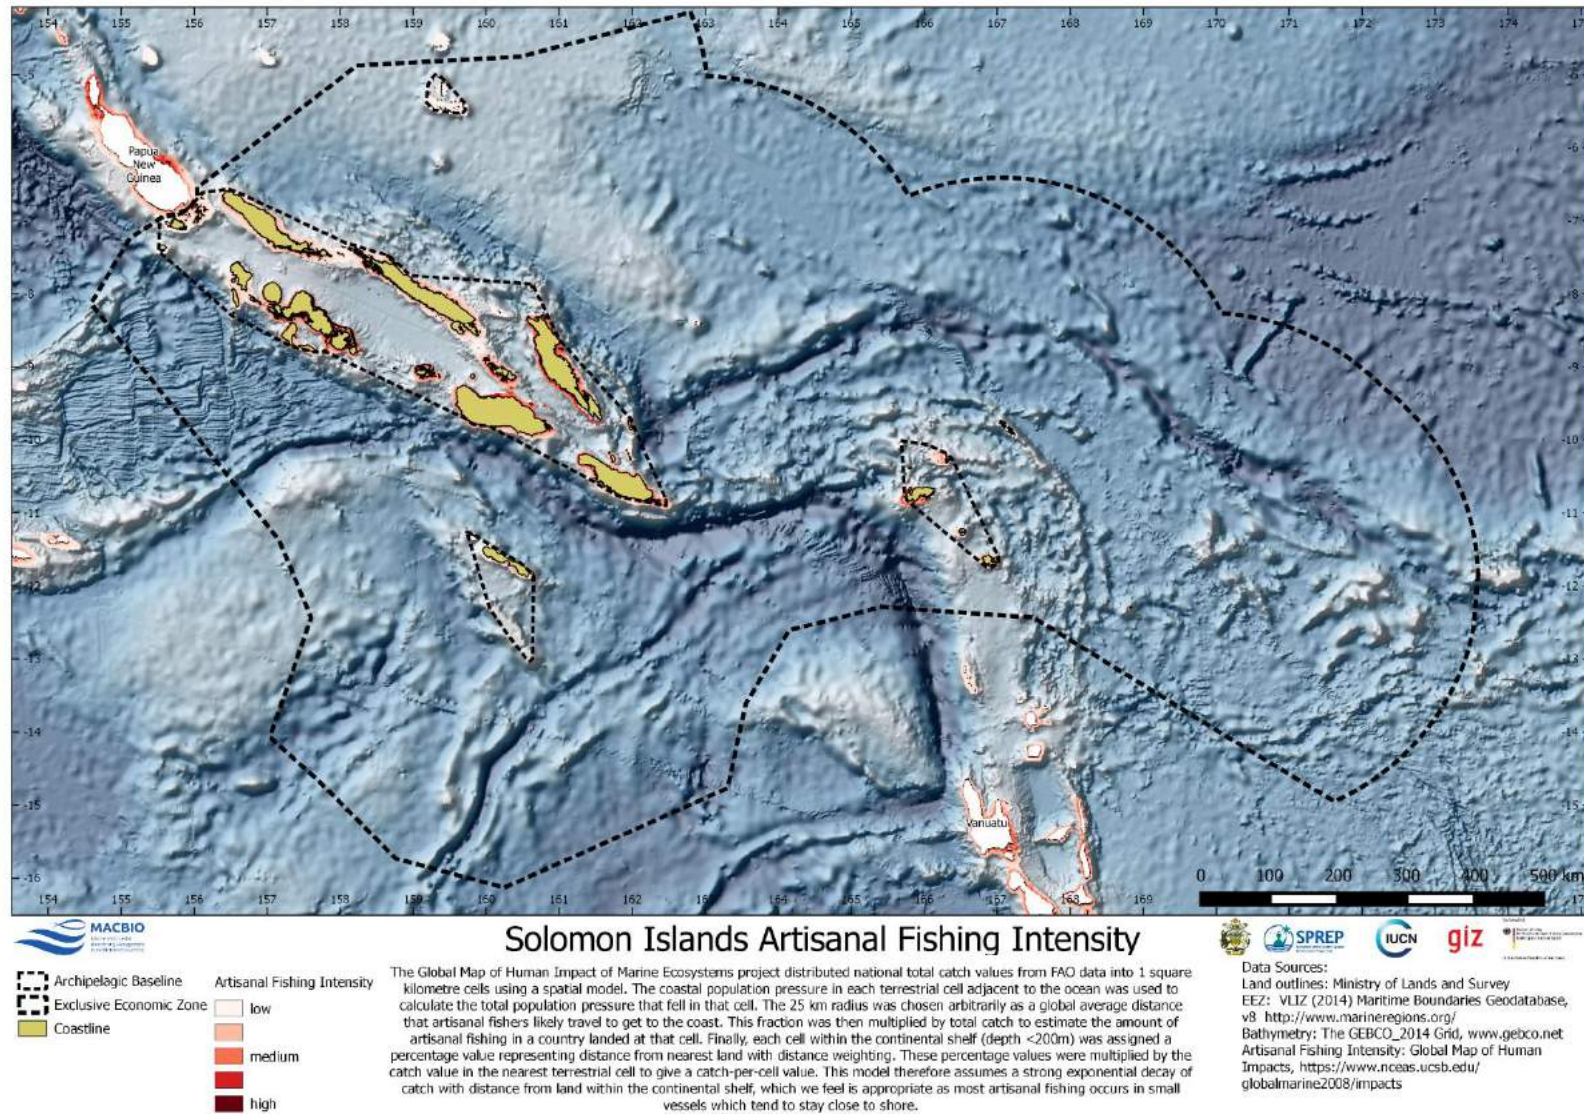 154 155 156 157 158 159 160 161 162 163 164 165 166 167 168 169 170 171 172 173 174
-5
-6
-7
-8
-9
-10
-11
-12
-13
-14
-15
-16
Papua
New
Guinea
Vanuatu
0 100 200 300 400 500 km
MACBIO
Solomon Islands Artisanal Fishing Intensity
SPREP
IUCN
giz
Archipelagic Baseline
Exclusive Economic Zone
Coastline
Artisanal Fishing Intensity
low
medium
high
The Global Map of Human Impact of Marine Ecosystems project distributed national total catch values from FAO data into 1 square
kilometre cells using a spatial model. The coastal population pressure in each terrestrial cell adjacent to the ocean was used to
calculate the total population pressure that fell in that cell. The 25 km radius was chosen arbitrarily as a global average distance
that artisanal fishers likely travel to get to the coast. This fraction was then multiplied by total catch to estimate the amount of
artisanal fishing in a country landed at that cell. Finally, each cell within the continental shelf (depth <200m) was assigned a
percentage value representing distance from nearest land with distance weighting. These percentage values were multiplied by the
catch value in the nearest terrestrial cell to give a catch-per-cell value. This model therefore assumes a strong exponential decay of
catch with distance from land within the continental shelf, which we feel is appropriate as most artisanal fishing occurs in small
vessels which tend to stay close to shore.
Data Sources:
Land outlines: Ministry of Lands and Survey
EEZ: VLIZ (2014) Maritime Boundaries Geodatabase,
v8 http://www.marineregions.org/
Bathymetry: The GEBCO_2014 Grid, www.gebco.net
Artisanal Fishing Intensity: Global Map of Human
Impacts, https://www.nceas.ucsb.edu/
globalmarine2008/impacts